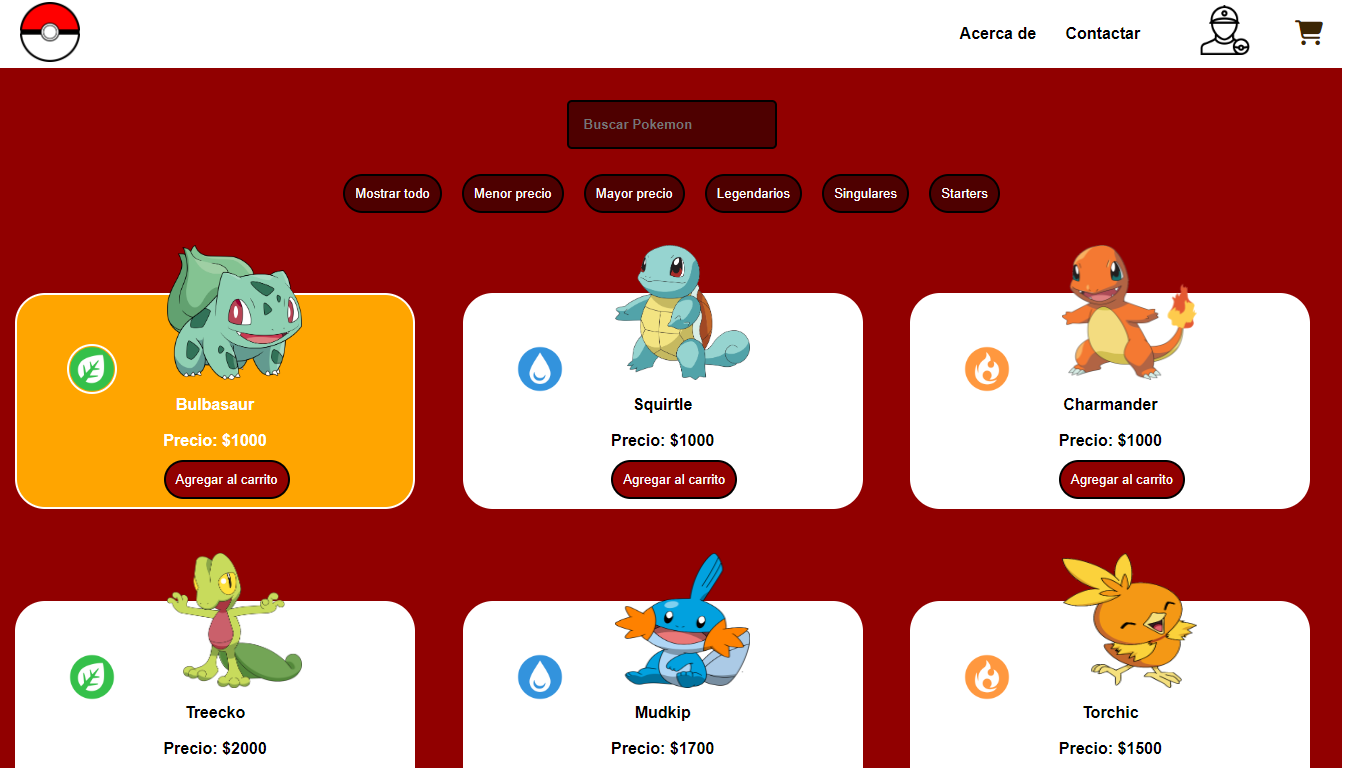 Acerca de Contactar
Buscar Pokemon
Mostrar todo Menor precio Mayor precio Legendarios Singulares Starters
Bulbasaur Squirtle Charmander
Precio: $1000 Precio: $1000 Precio: $1000
Agregar al carrito Agregar al carrito Agregar al carrito
Treecko Mudkip Torchic
Precio: $2000 Precio: $1700 Precio: $1500